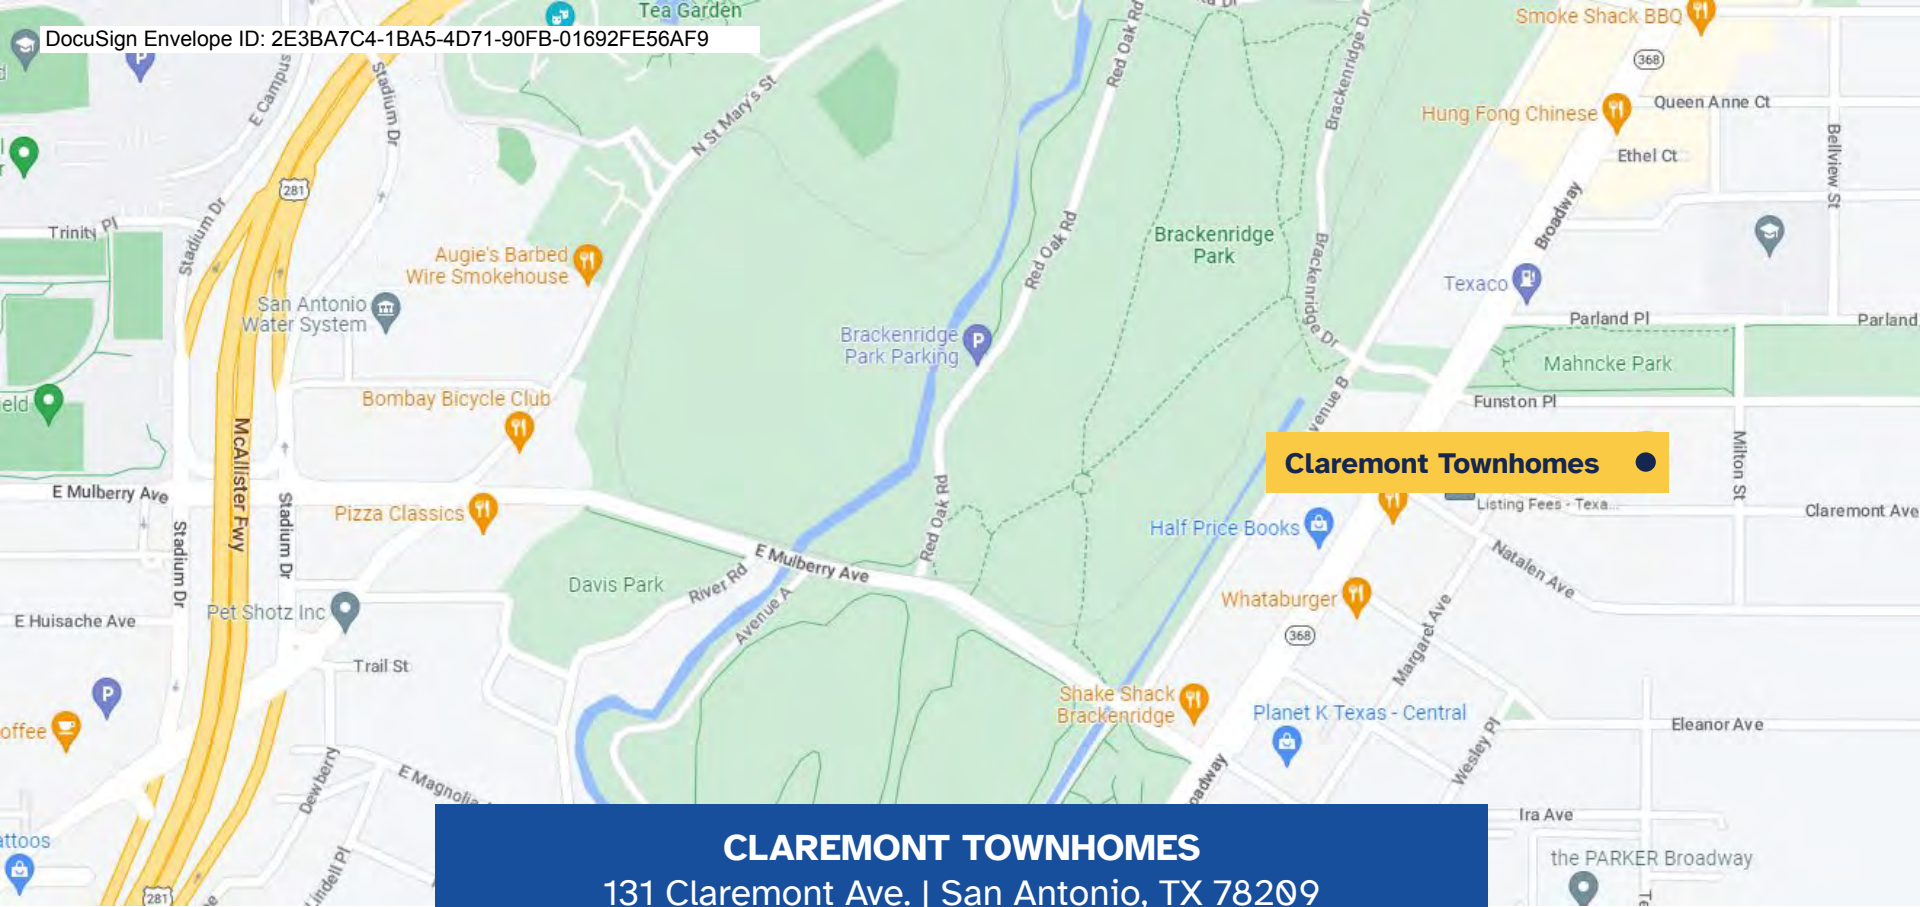 Tea Garden
DocuSign Envelope ID: 2E3BA7C4-1BA5-4D71-90FB-01692FE56AF9
Smoke Shack BBQ
368
Queen Anne Ct
Hung Fong Chinese
Ethel Ct
Bellview St
E Campus
Stadium Dr
N St Mary's St
Red Oak Rd
Brackenridge Dr
281
Trinity Pl
Stadium Dr
Augie's Barbed
Wire Smokehouse
San Antonio
Water System
Brackenridge
Park
Red Oak Rd
Brackenridge Dr
Broadway
Texaco
Parland Pl
Parland
Brackenridge
Park Parking
P
Mahncke Park
Funston Pl
Bombay Bicycle Club
McAllister Fwy
Claremont Townhomes
Milton St
E Mulberry Ave
Stadium Dr
Stadium Dr
Pizza Classics
Red Oak Rd
Half Price Books
Listing Fees - Texa...
Claremont Ave
Natalen Ave
E Mulberry Ave
Davis Park
River Rd
Avenue A
Whataburger
368
Margaret Ave
Pet Shotz Inc
E Huisache Ave
Trail St
P
Shake Shack
Brackenridge
Planet K Texas - Central
Eleanor Ave
Wesley Pl
Dewberry
E Magnolia
Ira Ave
the PARKER Broadway
Lindell Pl
281
CLAREMONT TOWNHOMES
131 Claremont Ave. | San Antonio, TX 78209